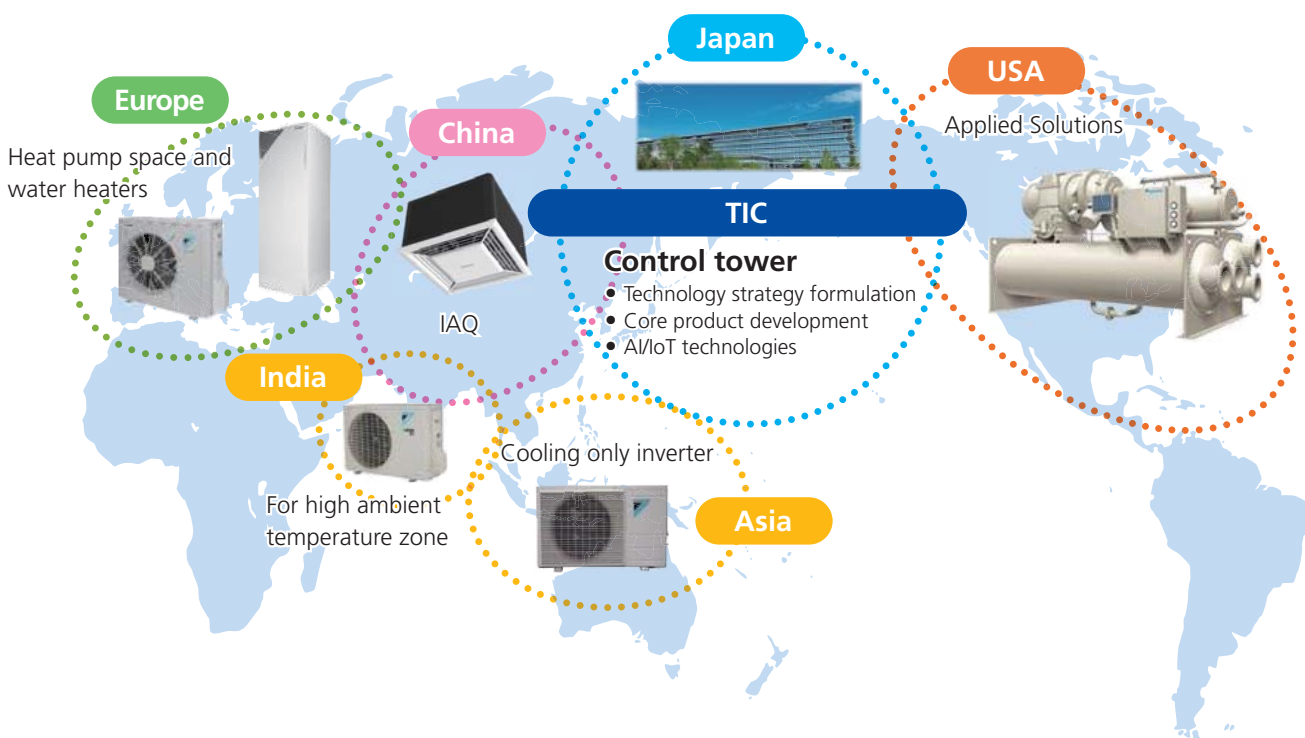 Japan
USA
Europe
Applied Solutions
China
Heat pump space and
water heaters
TIC
Control tower
• Technology strategy formulation
• Core product development
• AI/IoT technologies
IAQ
India
Cooling only inverter
For high ambient
temperature zone
Asia